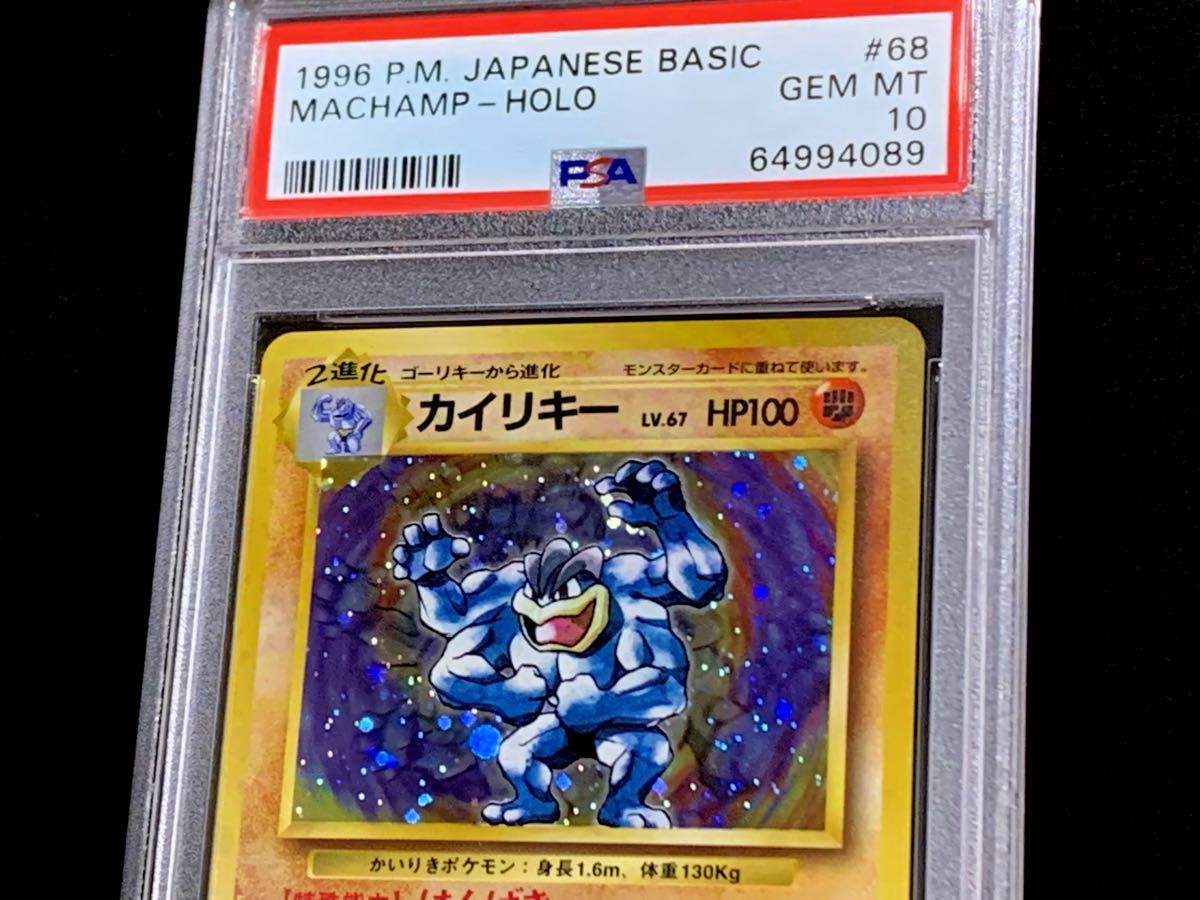 1996 P.M. JAPANESE BASIC #68
MACHAMP - HOLO GEM MT
10
PSA 64994089
2進化 ゴーリキーから進化 モンスターカードに重ねて使います。
カイリキー LV.67 HP100
かいりきポケモン:身長1.6m、体重130Kg